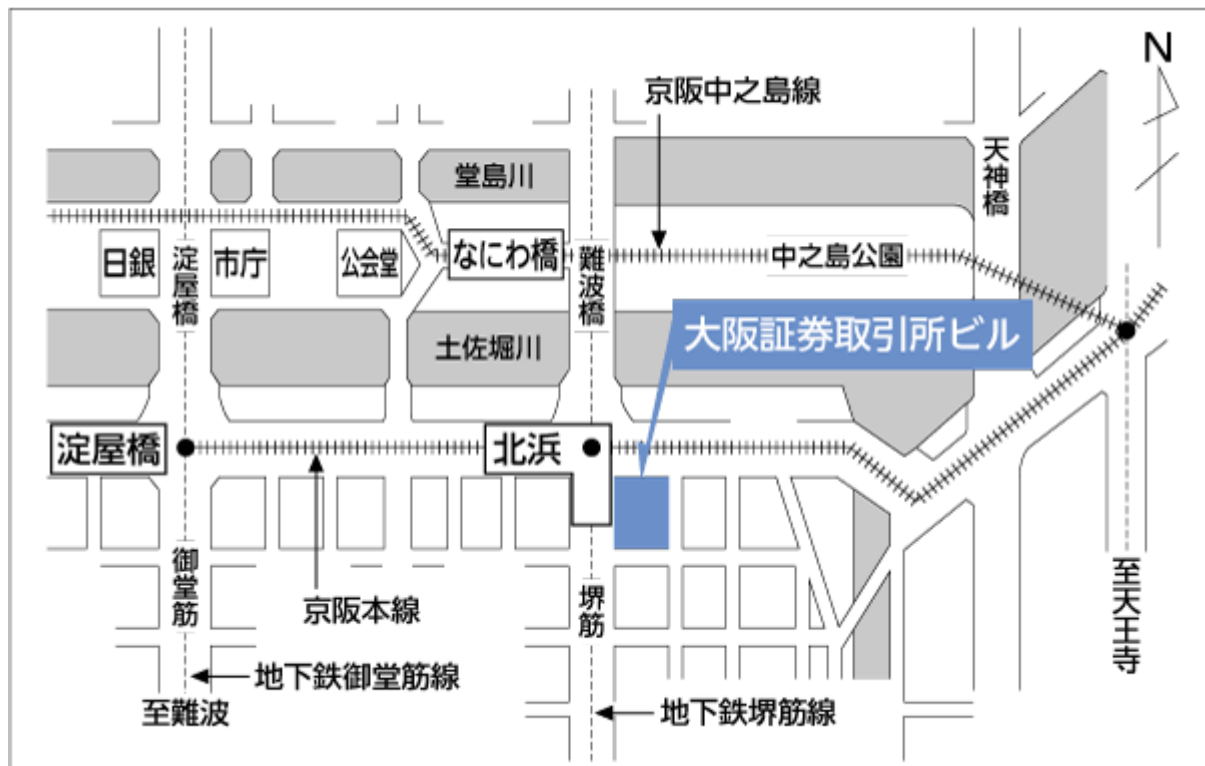 N
京阪中之島線
天神橋
堂島川
日銀
淀屋橋
市庁
公会堂
なにわ橋
難波橋
中之島公園
土佐堀川
大阪証券取引所ビル
淀屋橋
北浜
御堂筋
京阪本線
堺筋
至天王寺
地下鉄御堂筋線
至難波
地下鉄堺筋線